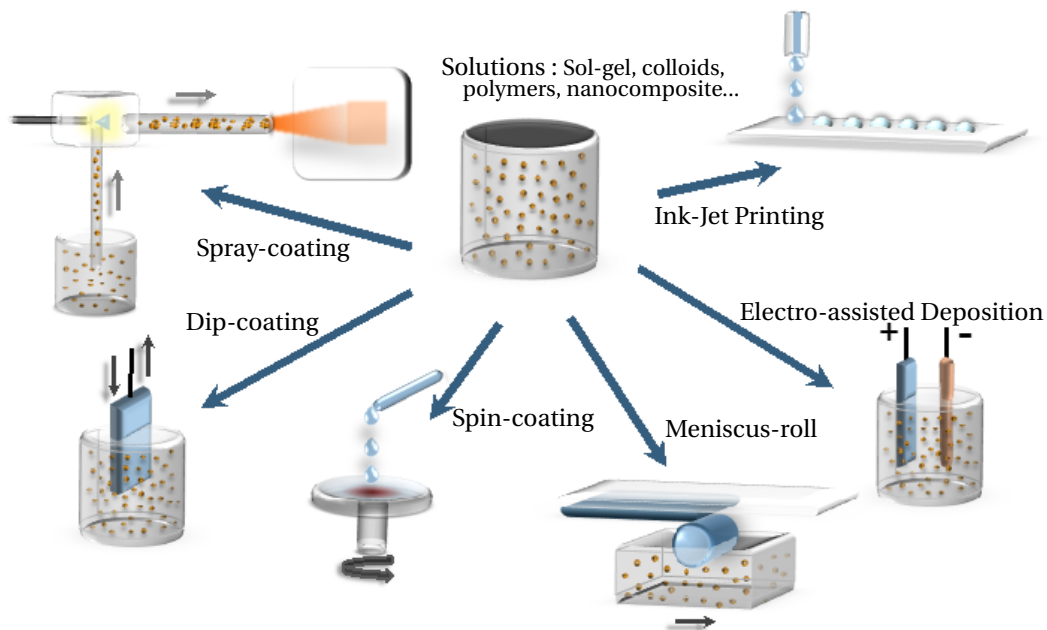 Solutions : Sol-gel, colloids,
polymers, nanocomposite...
Ink-Jet Printing
Spray-coating
Electro-assisted Deposition
+ -
Dip-coating
Spin-coating
Meniscus-roll